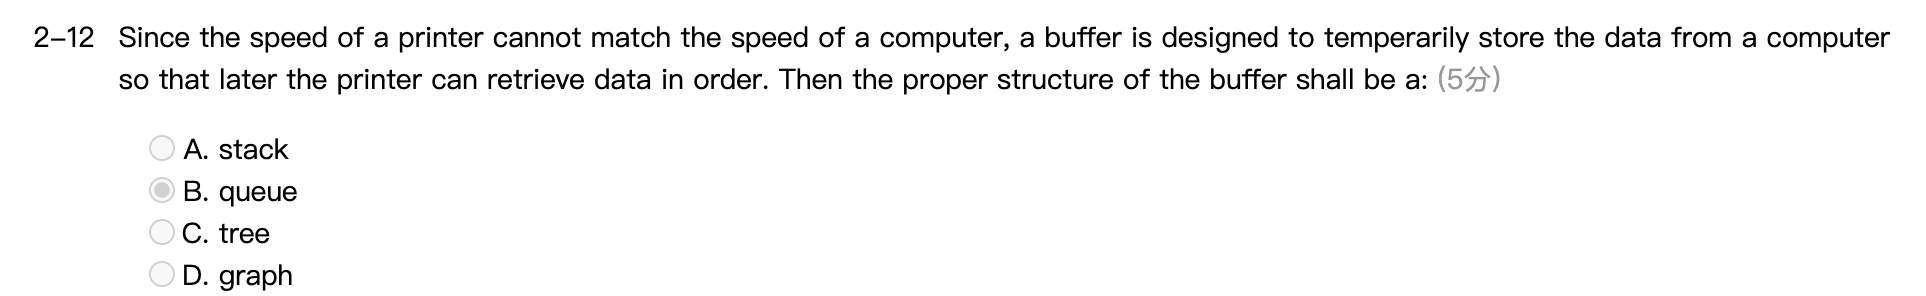 2–12 Since the speed of a printer cannot match the speed of a computer, a buffer is designed to temperarily store the data from a computer
so that later the printer can retrieve data in order. Then the proper structure of the buffer shall be a: (5分)
A. stack
B. queue
C. tree
D. graph